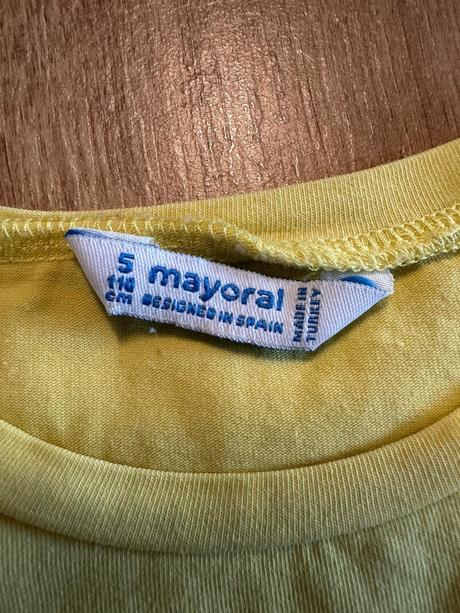 5
110
cm
mayoral
DESIGNED IN SPAIN
MADE IN
TURKEY